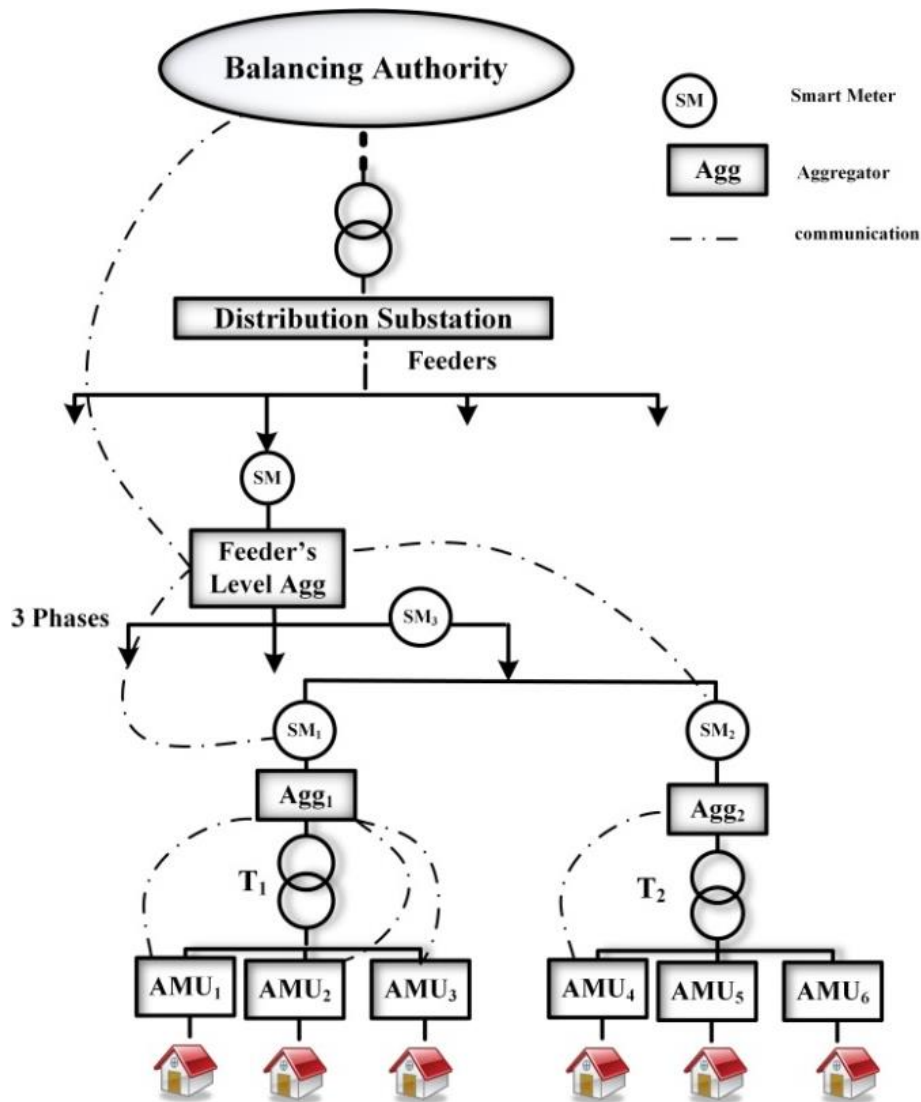 Balancing Authority
SM
Smart Meter
Agg
Aggregator
communication
Distribution Substation
Feeders
SM
Feeder's
Level Agg
3 Phases
SM₃
SM₁
SM₂
Agg₁
Agg₂
T₁
T₂
AMU₁
AMU₂
AMU₃
AMU₄
AMU₅
AMU₆